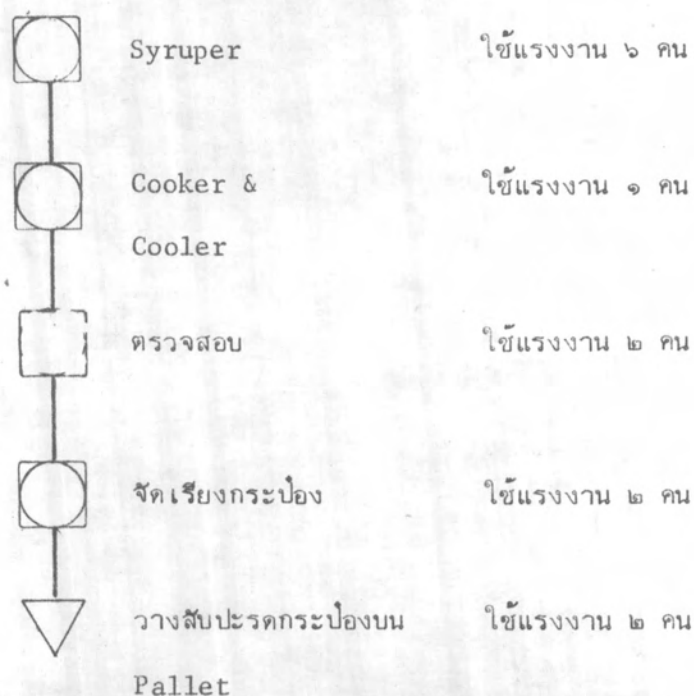 Syruper ใช้แรงงาน ๖ คน
Cooker & ใช้แรงงาน ๑ คน
Cooler
ตรวจสอบ ใช้แรงงาน ๒ คน
จัดเรียงกระป๋อง ใช้แรงงาน ๒ คน
วางสับปะรดกระป๋องบน ใช้แรงงาน ๒ คน
Pallet